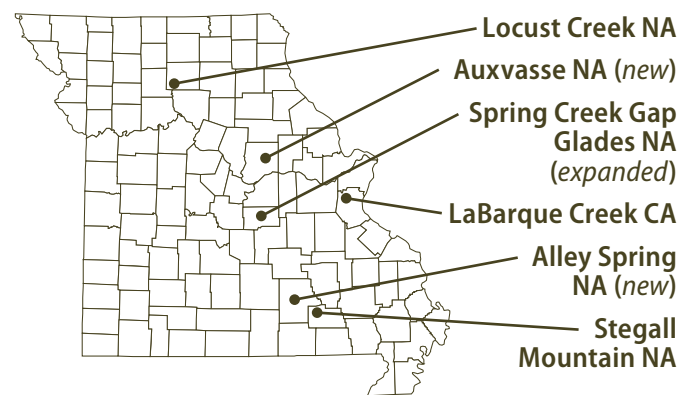 Locust Creek NA
Auxvasse NA (new)
Spring Creek Gap
Glades NA
(expanded)
LaBarque Creek CA
Alley Spring
NA (new)
Stegall
Mountain NA